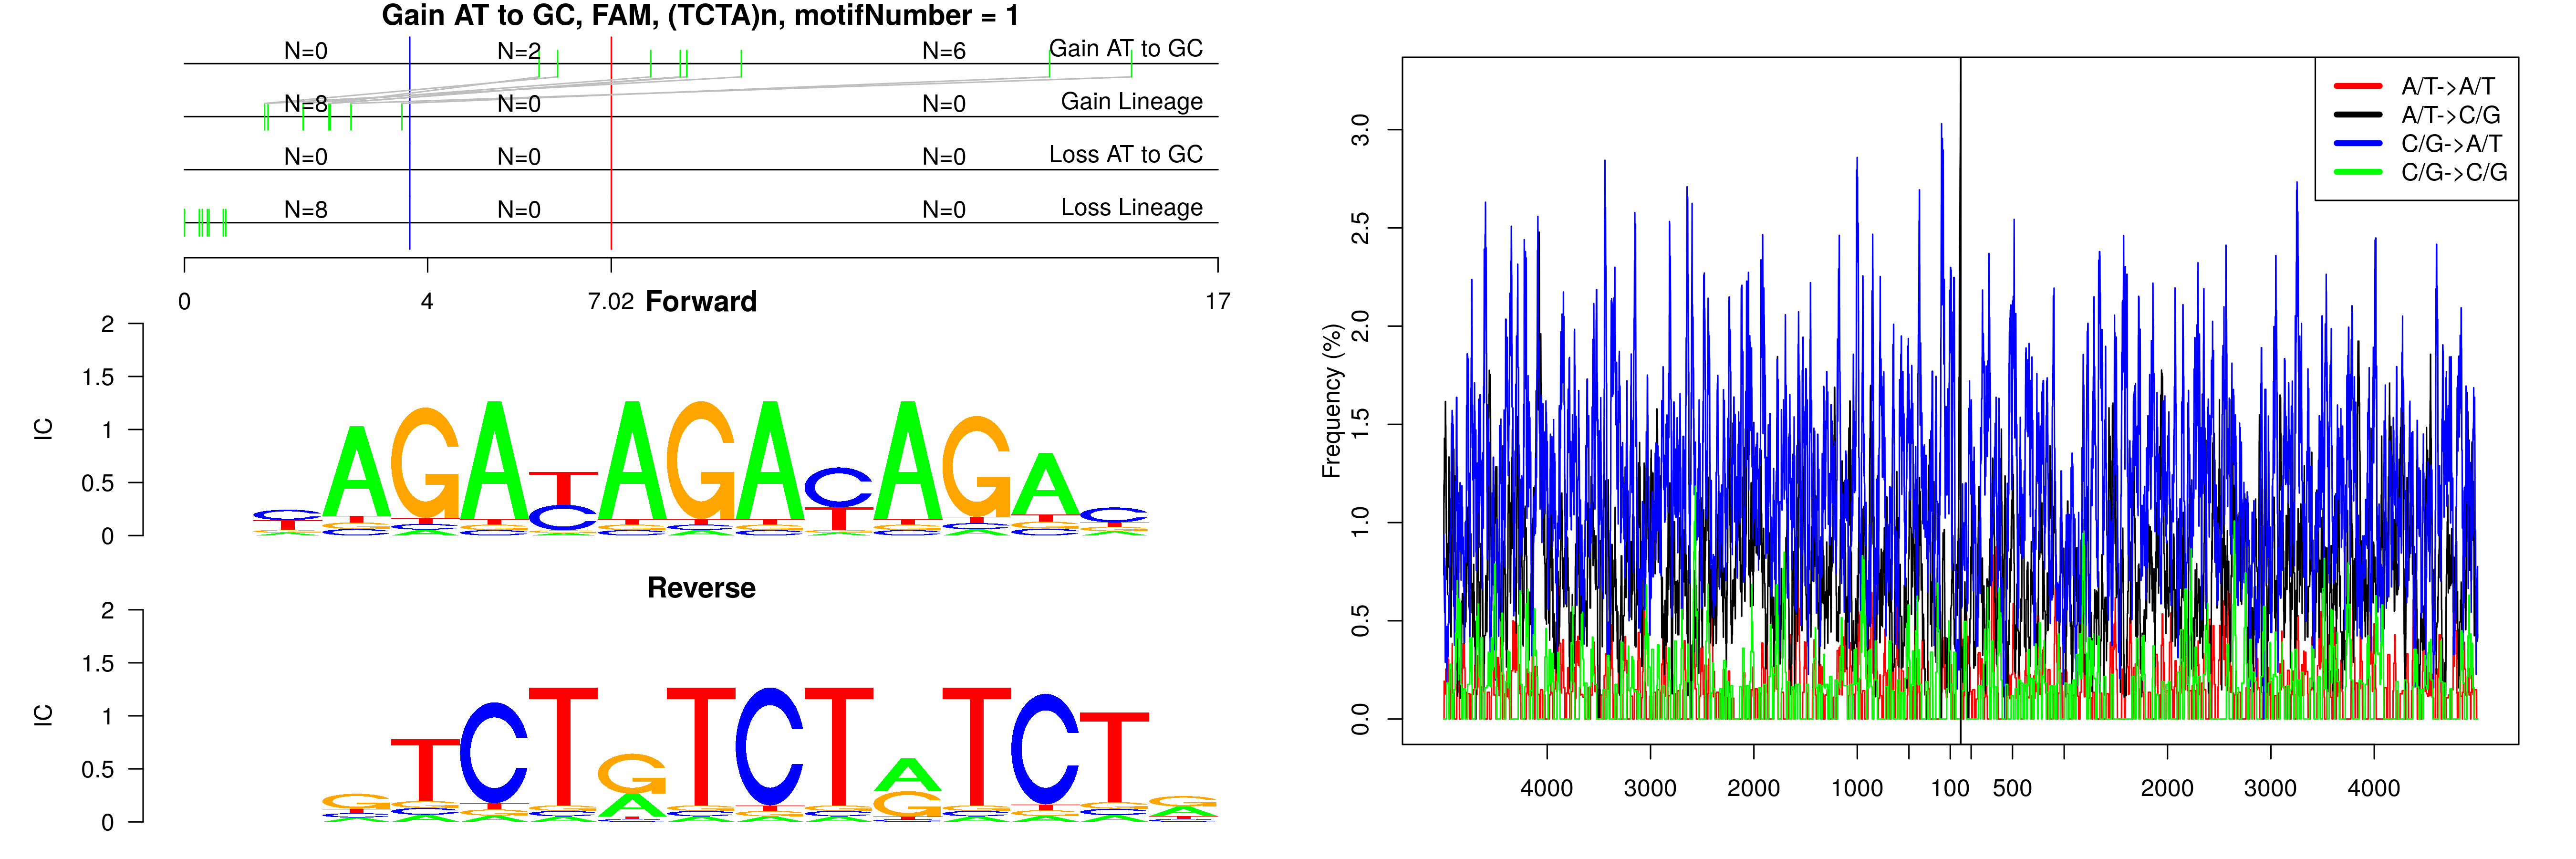 Gain AT to GC, FAM, (TCTA)n, motifNumber = 1
N=0 N=2 N=6 Gain AT to GC
N=8 N=0 N=0 Gain Lineage
N=0 N=0 N=0 Loss AT to GC
N=8 N=0 N=0 Loss Lineage
0 4 7.02 17
Forward
2
1.5
1
0.5
0
IC
AGATAGACAGAC
Reverse
2
1.5
1
0.5
0
IC
GTCTGTCTATCTG
A/T->A/T
A/T->C/G
C/G->A/T
C/G->C/G
Frequency (%)
3.0
2.5
2.0
1.5
1.0
0.5
0.0
4000 3000 2000 1000 100 500 2000 3000 4000